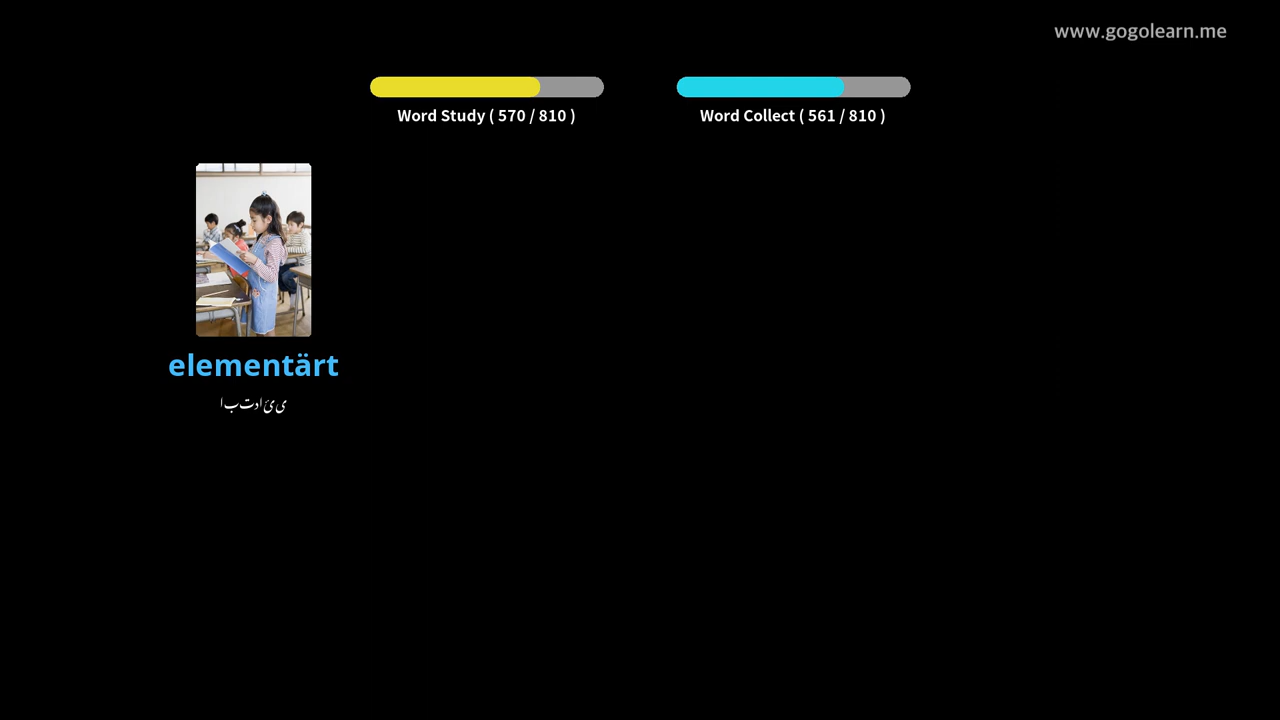 www.gogolearn.me
Word Study ( 570 / 810 )
Word Collect ( 561 / 810 )
elementärt
ابتدائی